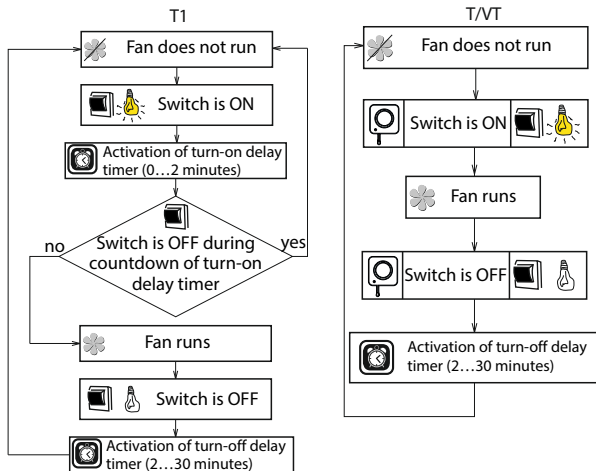 T1
Fan does not run
Switch is ON
Activation of turn-on delay
timer (0...2 minutes)
no
yes
Switch is OFF during
countdown of turn-on
delay timer
Fan runs
Switch is OFF
Activation of turn-off delay
timer (2...30 minutes)
T/VT
Fan does not run
Switch is ON
Fan runs
Switch is OFF
Activation of turn-off delay
timer (2...30 minutes)